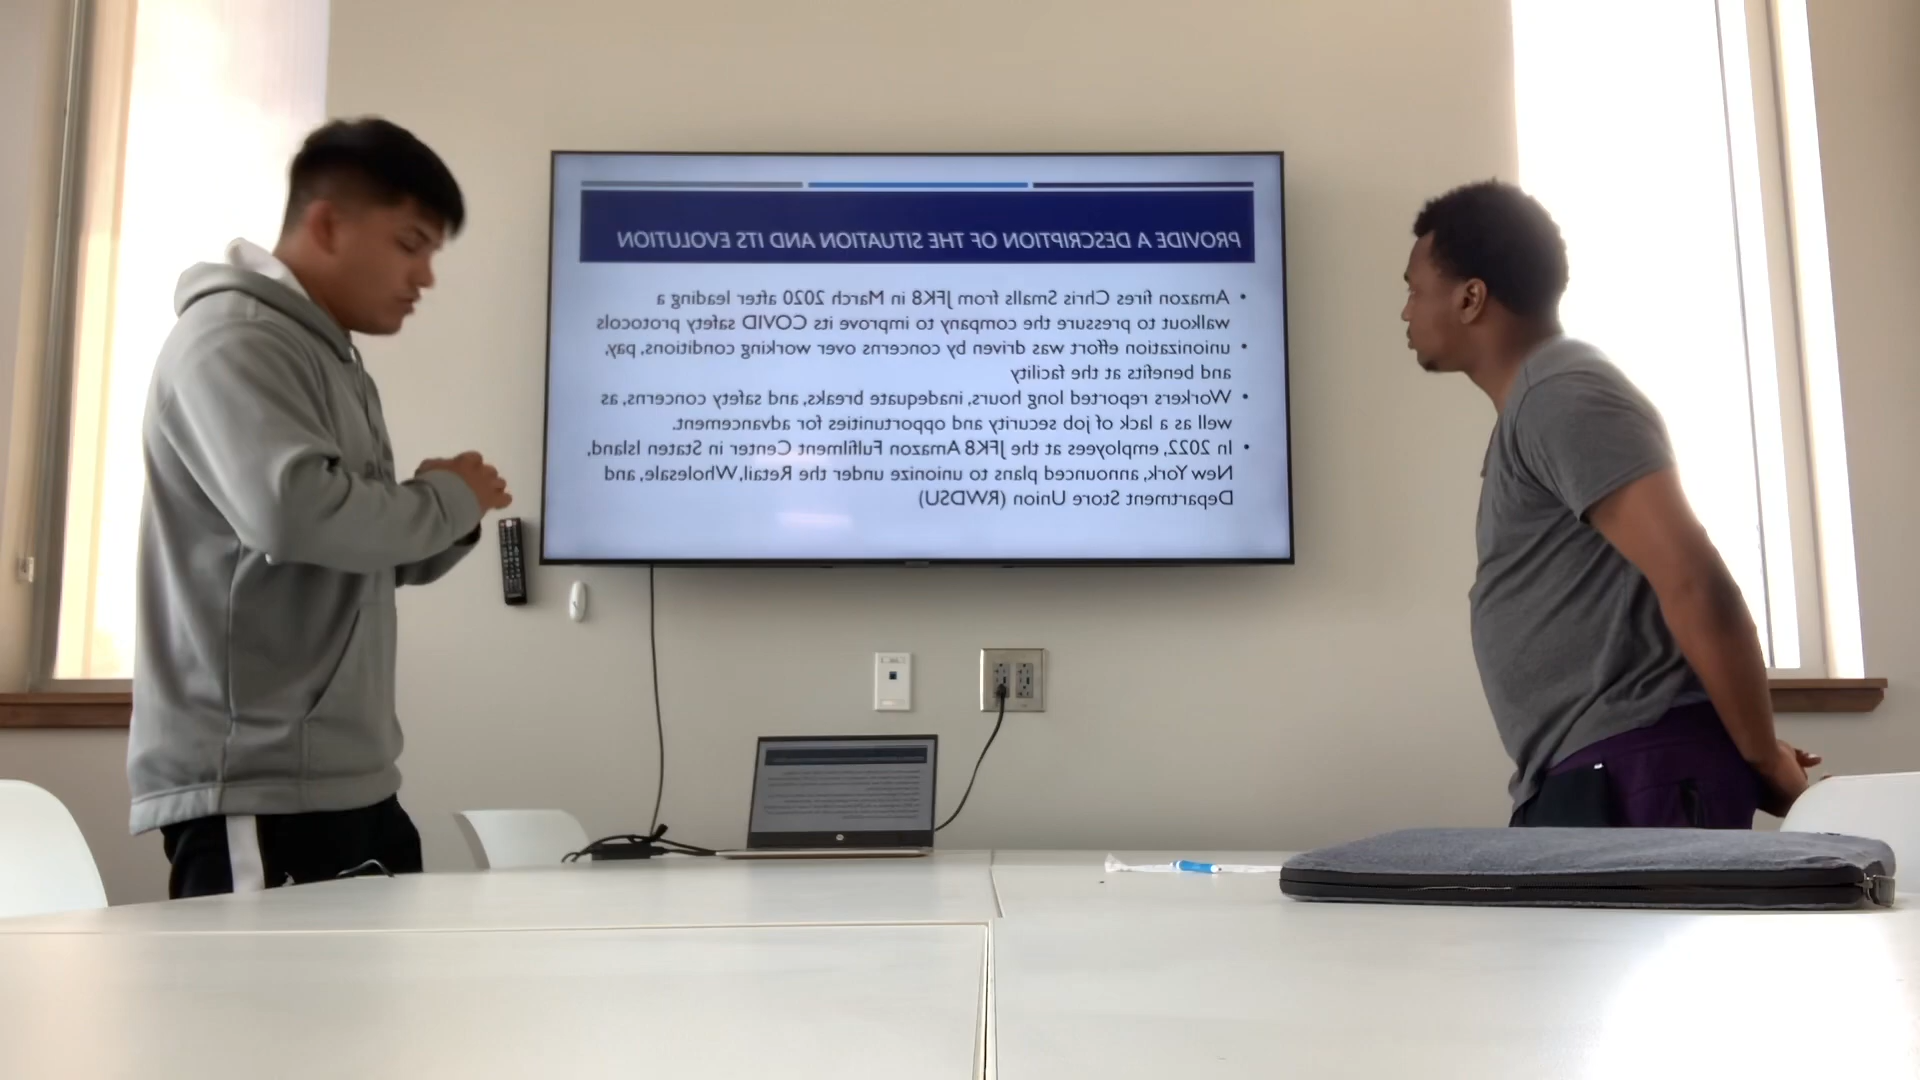 PROVIDE A DESCRIPTION OF THE SITUATION AND ITS EVOLUTION
• Amazon fires Chris Smalls from JFK8 in March 2020 after leading a
walkout to pressure the company to improve its COVID safety protocols
• unionization effort was driven by concerns over working conditions, pay,
and benefits at the facility
• Workers reported long hours, inadequate breaks, and safety concerns, as
well as a lack of job security and opportunities for advancement.
• In 2022, employees at the JFK8 Amazon Fulfilment Center in Staten Island,
New York, announced plans to unionize under the Retail, Wholesale, and
Department Store Union (RWDSU)